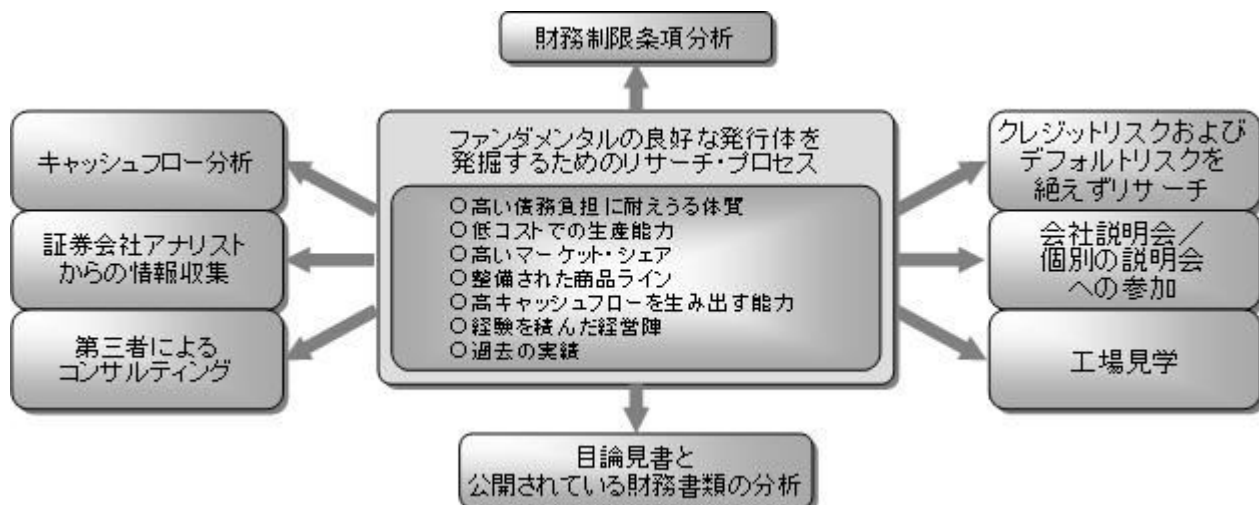 財務制限条項分析
キャッシュフロー分析
証券会社アナリスト
からの情報収集
第三者による
コンサルティング
ファンダメンタルの良好な発行体を
発掘するためのリサーチ・プロセス
○高い債務負担に耐えうる体質
○低コストでの生産能力
○高いマーケット・シェア
○整備された商品ライン
○高キャッシュフローを生み出す能力
○経験を積んだ経営陣
○過去の実績
クレジットリスクおよび
デフォルトリスクを
絶えずリサーチ
会社説明会／
個別の説明会
への参加
工場見学
目論見書と
公開されている財務書類の分析